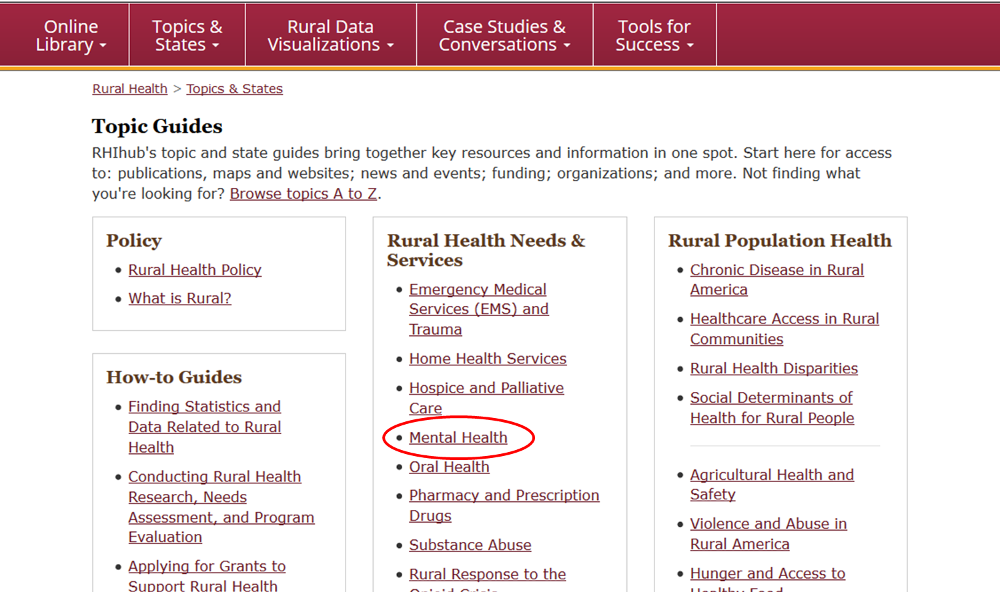 Online
Library
Topics &
States
Rural Data
Visualizations
Case Studies &
Conversations
Tools for
Success
Rural Health > Topics & States
Topic Guides
RHIhub's topic and state guides bring together key resources and information in one spot. Start here for access
to: publications, maps and websites; news and events; funding; organizations; and more. Not finding what
you're looking for? Browse topics A to Z.
Policy
• Rural Health Policy
• What is Rural?
How-to Guides
• Finding Statistics and
Data Related to Rural
Health
• Conducting Rural Health
Research, Needs
Assessment, and Program
Evaluation
• Applying for Grants to
Support Rural Health
Rural Health Needs &
Services
• Emergency Medical
Services (EMS) and
Trauma
• Home Health Services
• Hospice and Palliative
Care
• Mental Health
• Oral Health
• Pharmacy and Prescription
Drugs
• Substance Abuse
• Rural Response to the
Opioid Crisis
Rural Population Health
• Chronic Disease in Rural
America
• Healthcare Access in Rural
Communities
• Rural Health Disparities
• Social Determinants of
Health for Rural People
• Agricultural Health and
Safety
• Violence and Abuse in
Rural America
• Hunger and Access to
Healthy Food